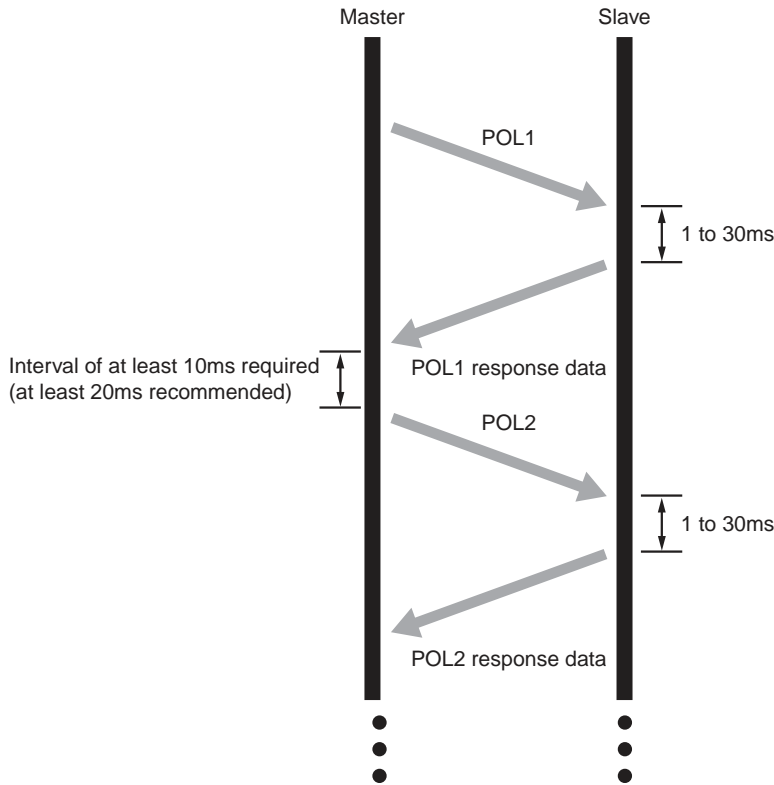 Master
Slave
POL1
1 to 30ms
Interval of at least 10ms required
(at least 20ms recommended)
POL1 response data
POL2
1 to 30ms
POL2 response data